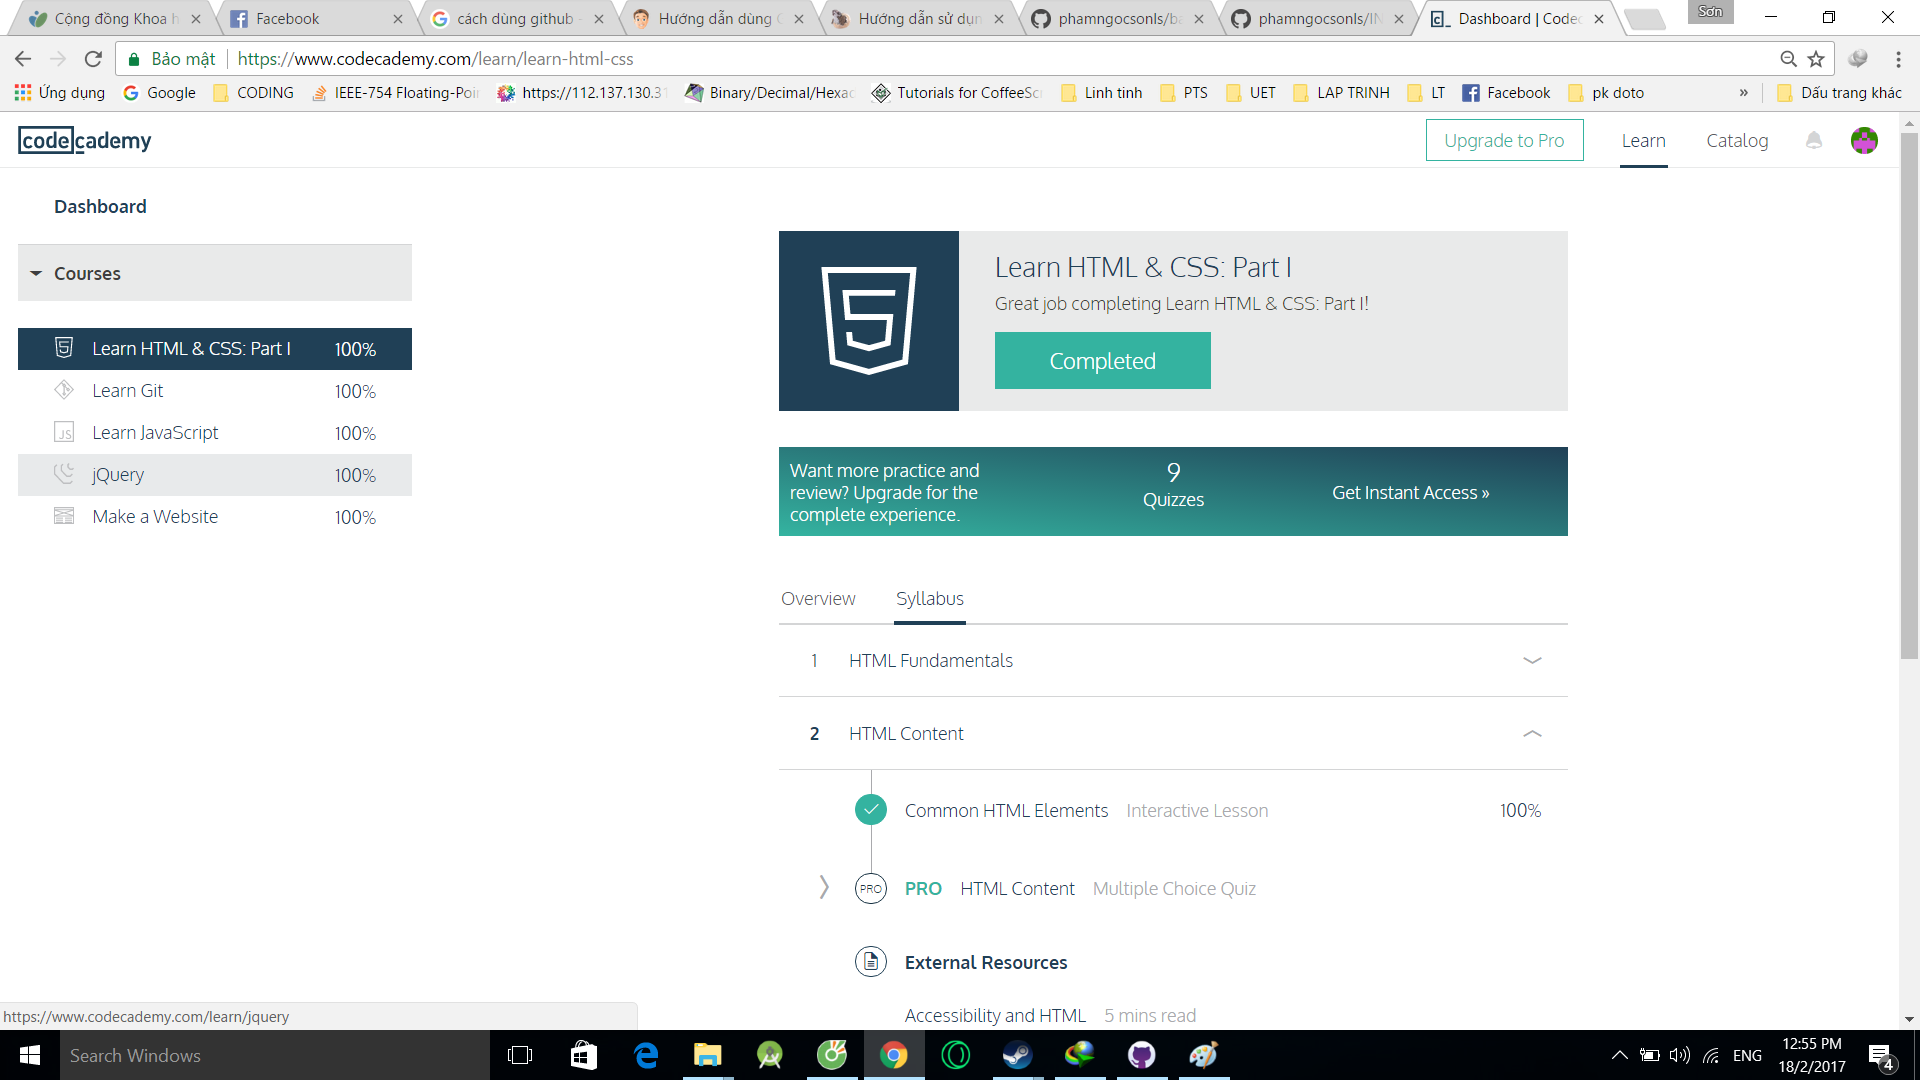 Cộng đồng Khoa h
Facebook
cách dùng github -
Hướng dẫn dùng
Hướng dẫn sử dụn
phamngocsonls/ba
phamngocsonls/IN
Dashboard | Codec
Sơn
Bảo mật
https://www.codecademy.com/learn/learn-html-css
Ứng dụng
Google
CODING
IEEE-754 Floating-Poin
https://112.137.130.31
Binary/Decimal/Hexac
Tutorials for CoffeeScr
Linh tinh
PTS
UET
LAP TRINH
LT
Facebook
pk doto
»
Dấu trang khác
codecademy
Upgrade to Pro
Learn
Catalog
Dashboard
Courses
Learn HTML & CSS: Part I 100%
Learn Git 100%
JS Learn JavaScript 100%
jQuery 100%
Make a Website 100%
Learn HTML & CSS: Part I
Great job completing Learn HTML & CSS: Part I!
Completed
Want more practice and
review? Upgrade for the
complete experience.
9
Quizzes
Get Instant Access »
Overview Syllabus
1 HTML Fundamentals
2 HTML Content
Common HTML Elements Interactive Lesson 100%
PRO PRO HTML Content Multiple Choice Quiz
External Resources
Accessibility and HTML 5 mins read
https://www.codecademy.com/learn/jquery
Search Windows
ENG
12:55 PM
18/2/2017
4